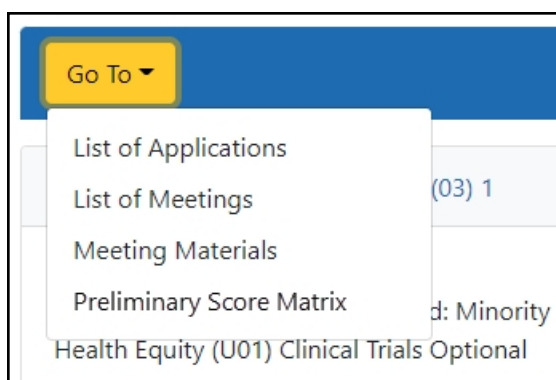 Go To
List of Applications
List of Meetings
(03) 1
Meeting Materials
Preliminary Score Matrix
d: Minority
Health Equity (U01) Clinical Trials Optional